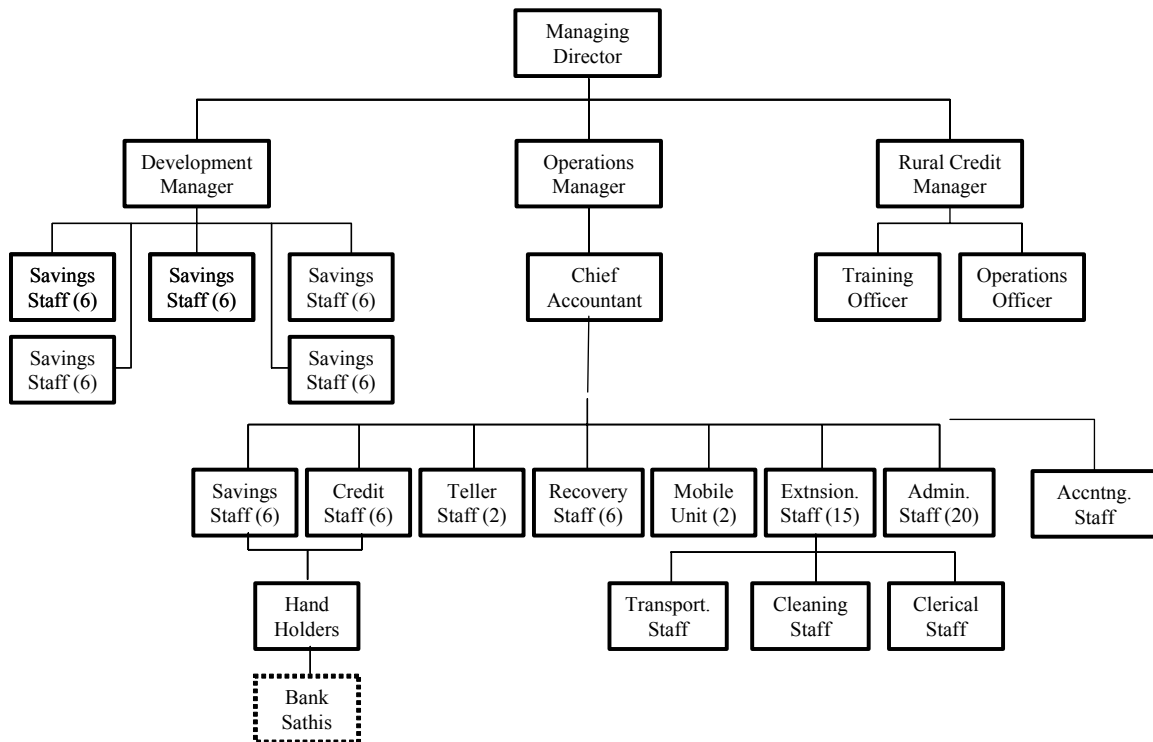 Managing
Director
Development
Manager
Operations
Manager
Rural Credit
Manager
Savings
Staff (6)
Savings
Staff (6)
Savings
Staff (6)
Chief
Accountant
Training
Officer
Operations
Officer
Savings
Staff (6)
Savings
Staff (6)
Savings
Staff (6)
Credit
Staff (6)
Teller
Staff (2)
Recovery
Staff (6)
Mobile
Unit (2)
Extnsion.
Staff (15)
Admin.
Staff (20)
Accntng.
Staff
Hand
Holders
Transport.
Staff
Cleaning
Staff
Clerical
Staff
Bank
Sathis